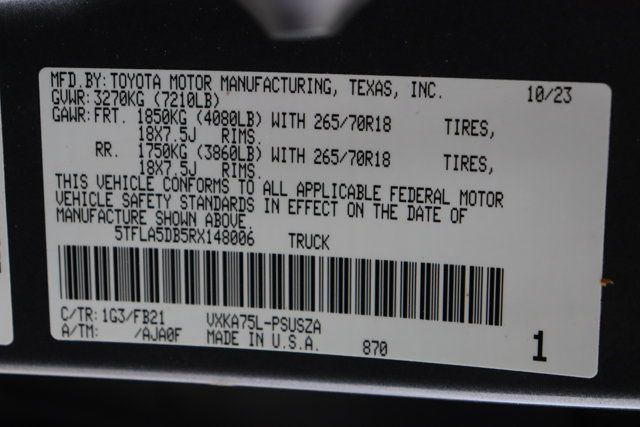 MFD.BY: TOYOTA MOTOR MANUFACTURING, TEXAS, INC. 10/23
GVWR: 3270KG (7210LB)
GAWR: FRT. 1850KG (4080LB) WITH 265/70R18 TIRES,
18X7.5J RIMS.
RR. 1750KG (3860LB) WITH 265/70R18 TIRES,
18X7.5J RIMS.
THIS VEHICLE CONFORMS TO ALL APPLICABLE FEDERAL MOTOR
VEHICLE SAFETY STANDARDS IN EFFECT ON THE DATE OF
MANUFACTURE SHOWN ABOVE.
5TFLA5DB5RX148006 TRUCK
C/TR: 1G3/FB21 VXKA75L-PSUSZA
A/TM: /AJA0F MADE IN U.S.A. 870 1